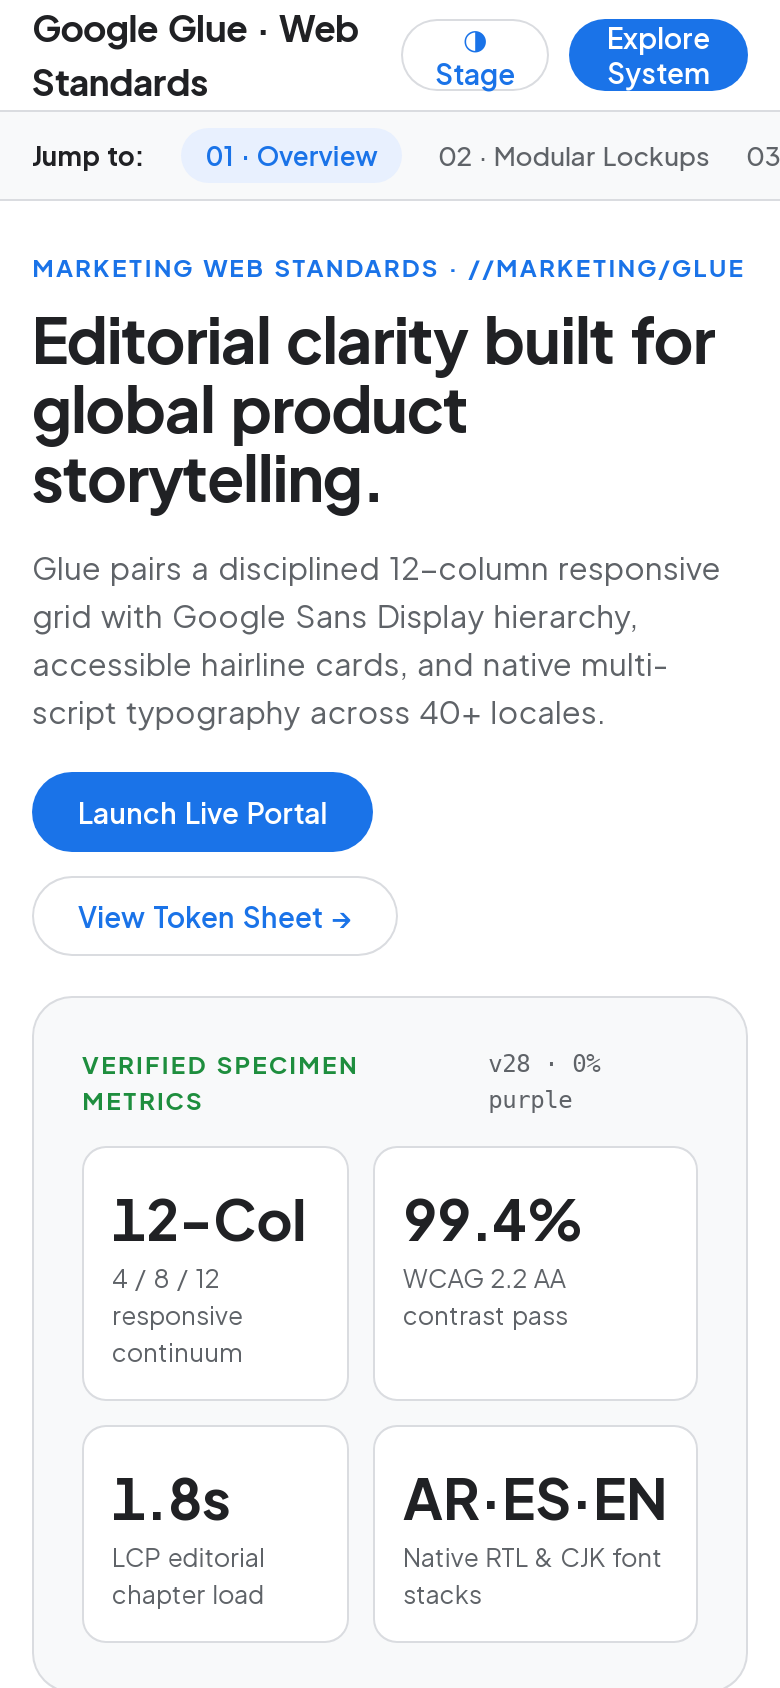 Google Glue · Web
Standards
◑
Stage
Explore
System
Jump to:
01 · Overview
02 · Modular Lockups
03
MARKETING WEB STANDARDS · //MARKETING/GLUE
Editorial clarity built for
global product
storytelling.
Glue pairs a disciplined 12-column responsive
grid with Google Sans Display hierarchy,
accessible hairline cards, and native multi-
script typography across 40+ locales.
Launch Live Portal
View Token Sheet →
VERIFIED SPECIMEN
METRICS
v28 · 0%
purple
12-Col
4 / 8 / 12
responsive
continuum
99.4%
WCAG 2.2 AA
contrast pass
1.8s
LCP editorial
chapter load
AR·ES·EN
Native RTL & CJK font
stacks